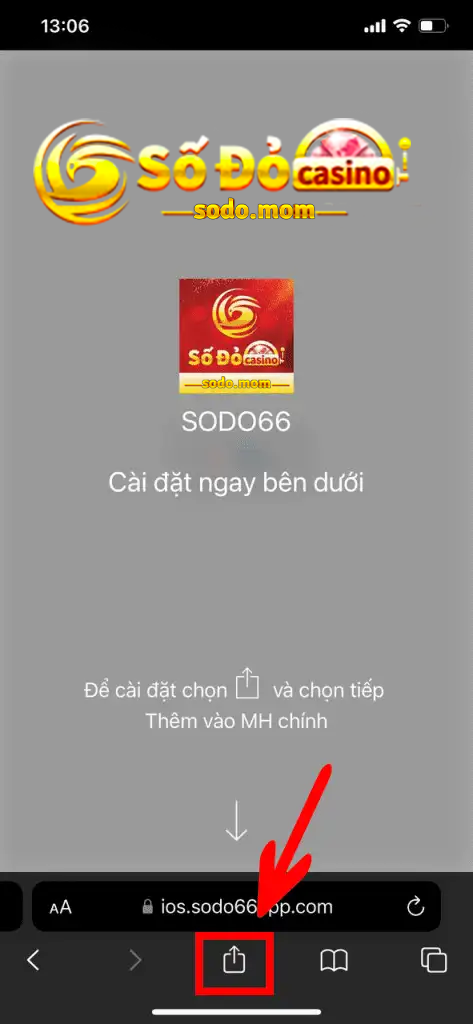 13:06
SỐ ĐỎ casino
sodo.mom
SỐ ĐỎ casino
sodo.mom
SODO66
Cài đặt ngay bên dưới
Để cài đặt chọn và chọn tiếp
Thêm vào MH chính
AA ios.sodo66 pp.com